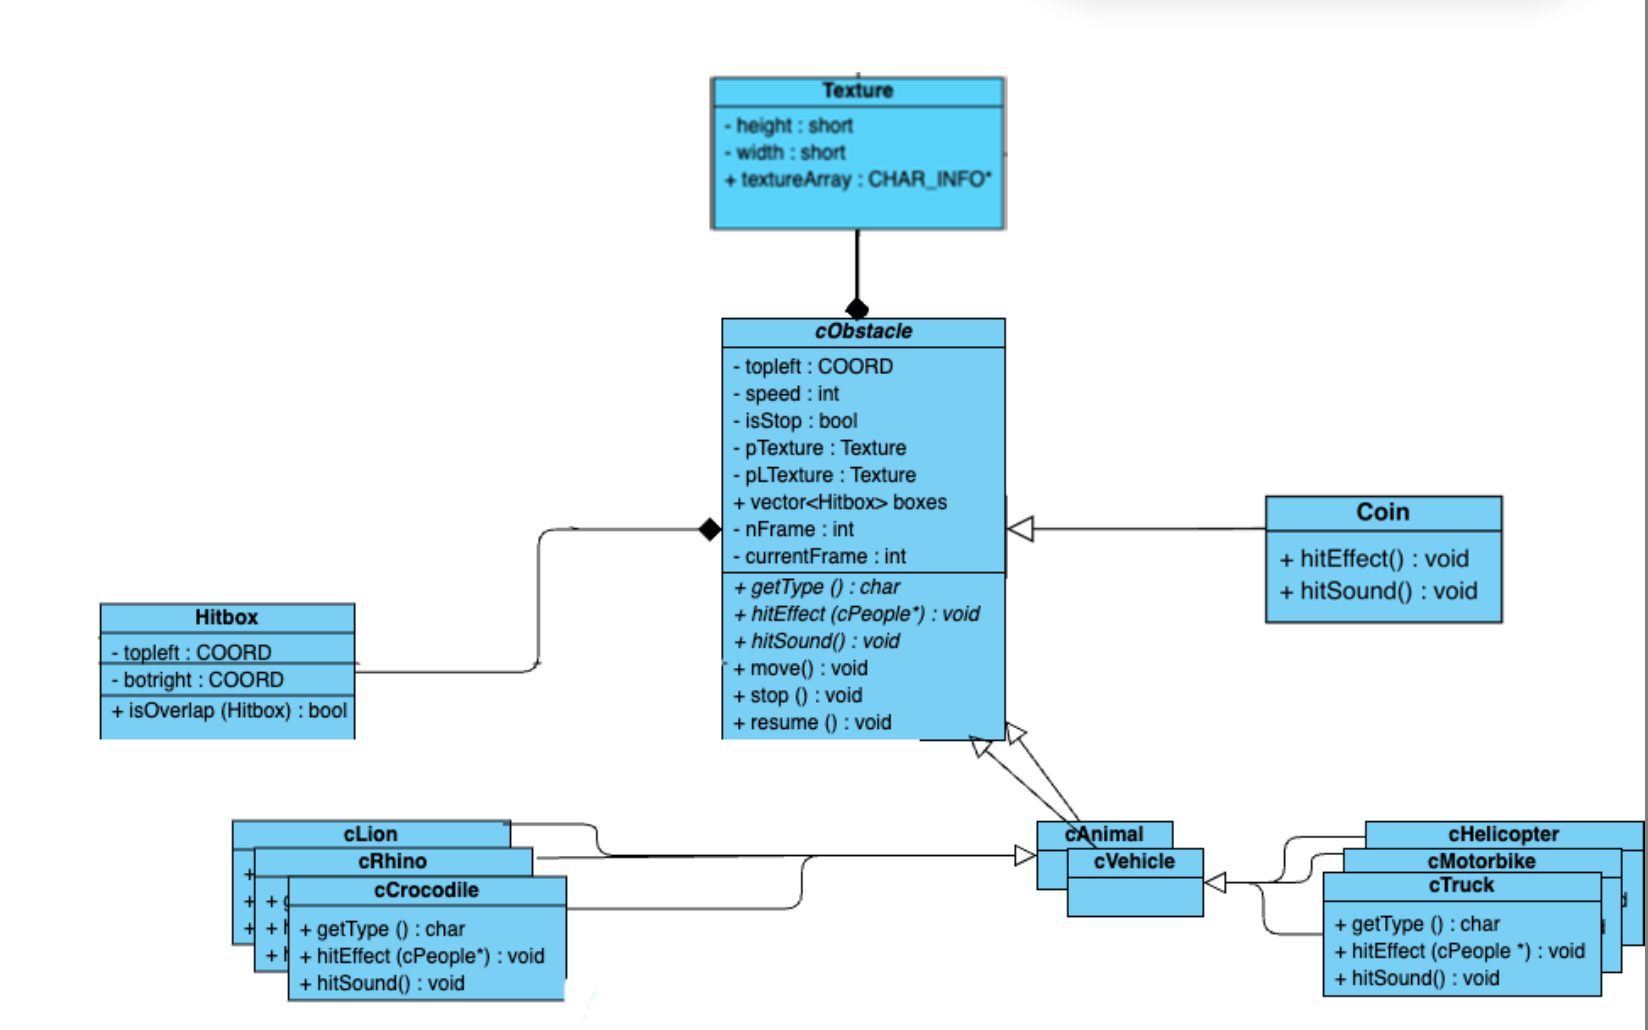 Texture
- height : short
- width : short
+ textureArray : CHAR_INFO*
cObstacle
- topleft : COORD
- speed : int
- isStop : bool
- pTexture : Texture
- pLTexture : Texture
+ vector<Hitbox> boxes
- nFrame : int
- currentFrame : int
+ getType () : char
+ hitEffect (cPeople*) : void
+ hitSound() : void
+ move() : void
+ stop () : void
+ resume () : void
Coin
+ hitEffect() : void
+ hitSound() : void
Hitbox
- topleft : COORD
- botright : COORD
+ isOverlap (Hitbox) : bool
cLion
+
+
+
cRhino
+ g
+ h
+ h
cCrocodile
+ getType () : char
+ hitEffect (cPeople*) : void
+ hitSound() : void
cAnimal
cVehicle
cHelicopter
cMotorbike
cTruck
+ getType () : char
+ hitEffect (cPeople *) : void
+ hitSound() : void